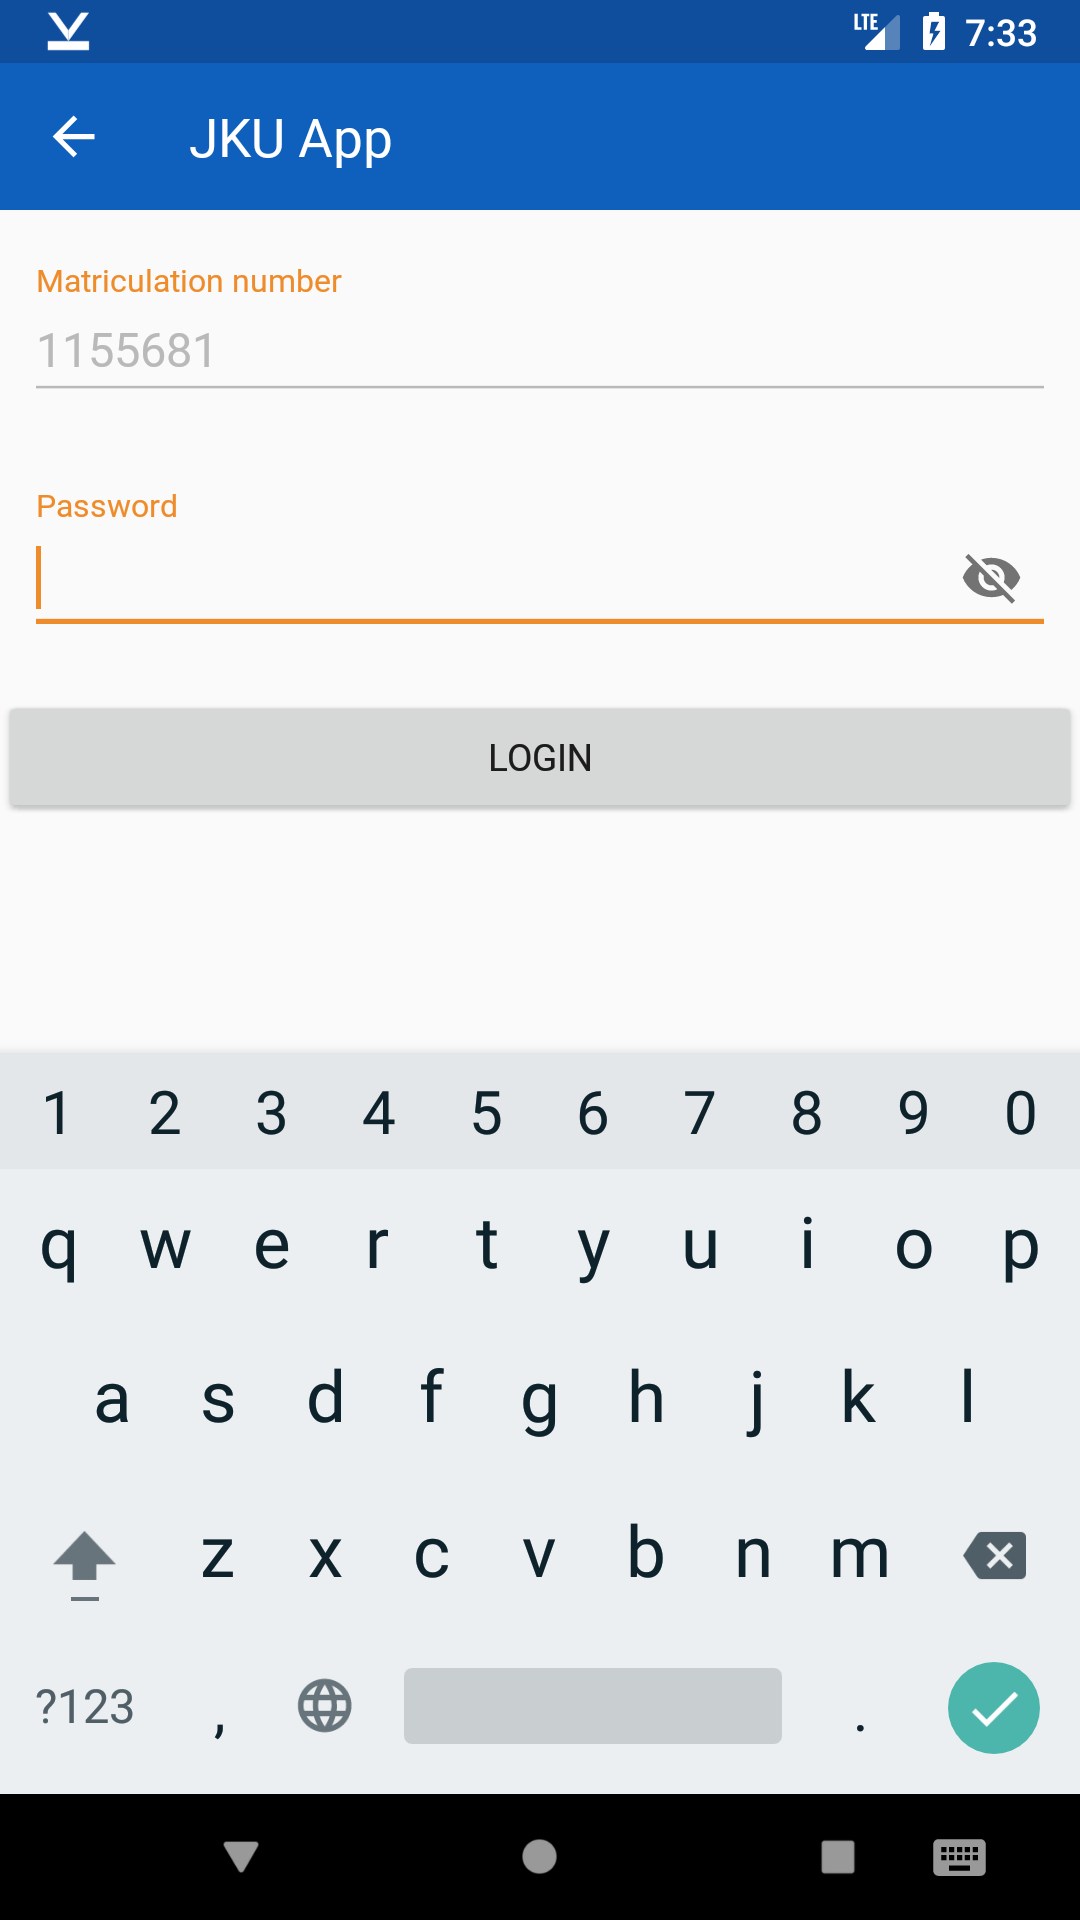 LTE 7:33
JKU App
Matriculation number
1155681
Password
LOGIN
1 2 3 4 5 6 7 8 9 0
q w e r t y u i o p
a s d f g h j k l
z x c v b n m
?123 , .